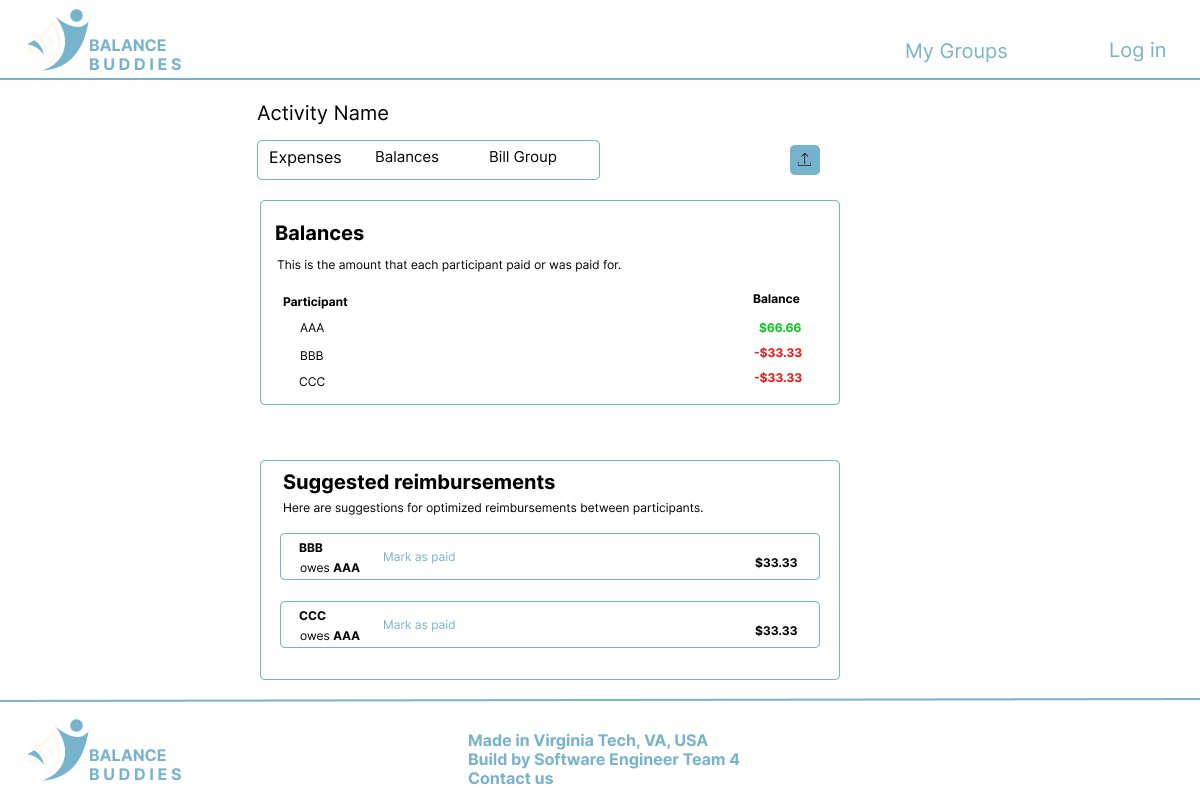 BALANCE
BUDDIES
My Groups
Log in
Activity Name
Expenses Balances Bill Group
Balances
This is the amount that each participant paid or was paid for.
Participant Balance
AAA $66.66
BBB -$33.33
CCC -$33.33
Suggested reimbursements
Here are suggestions for optimized reimbursements between participants.
BBB
owes AAA
Mark as paid
$33.33
CCC
owes AAA
Mark as paid
$33.33
BALANCE
BUDDIES
Made in Virginia Tech, VA, USA
Build by Software Engineer Team 4
Contact us